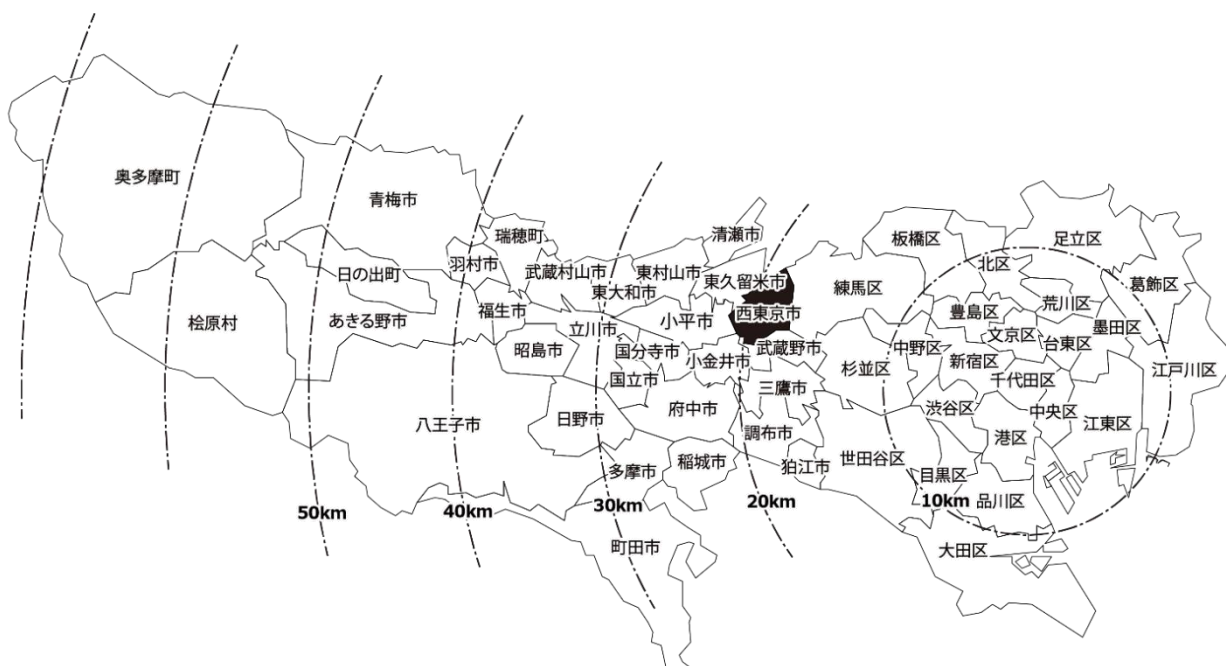 奥多摩町
青梅市
瑞穂町
清瀬市
板橋区
足立区
日の出町
羽村市
武蔵村山市
東村山市
東久留米市
練馬区
北区
葛飾区
桧原村
あきる野市
福生市
東大和市
小平市
西東京市
豊島区
荒川区
墨田区
昭島市
立川市
国分寺市
小金井市
武蔵野市
杉並区
中野区
新宿区
文京区
台東区
江戸川区
国立市
三鷹市
千代田区
八王子市
日野市
府中市
調布市
渋谷区
港区
中央区
江東区
多摩市
稲城市
狛江市
世田谷区
目黒区
品川区
50km
40km
30km
20km
10km
町田市
大田区